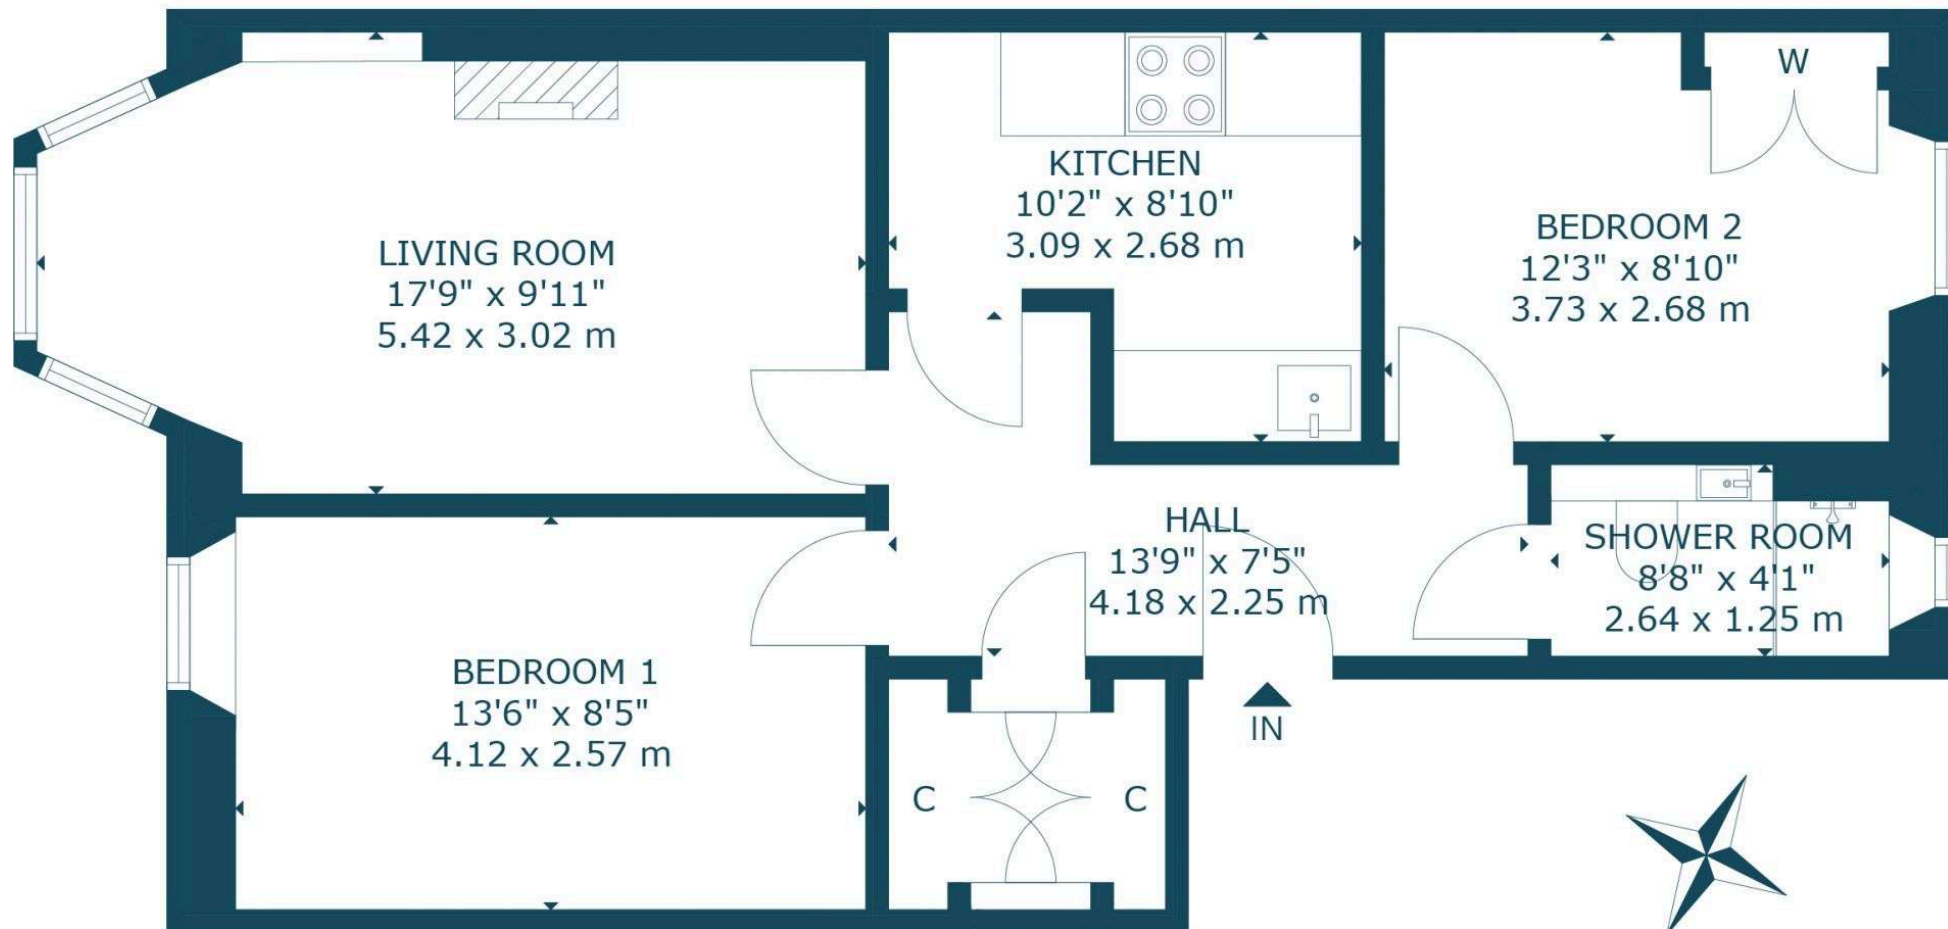 LIVING ROOM
17'9" x 9'11"
5.42 x 3.02 m
KITCHEN
10'2" x 8'10"
3.09 x 2.68 m
W
BEDROOM 2
12'3" x 8'10"
3.73 x 2.68 m
HALL
13'9" x 7'5"
4.18 x 2.25 m
SHOWER ROOM
8'8" x 4'1"
2.64 x 1.25 m
BEDROOM 1
13'6" x 8'5"
4.12 x 2.57 m
IN
C
C